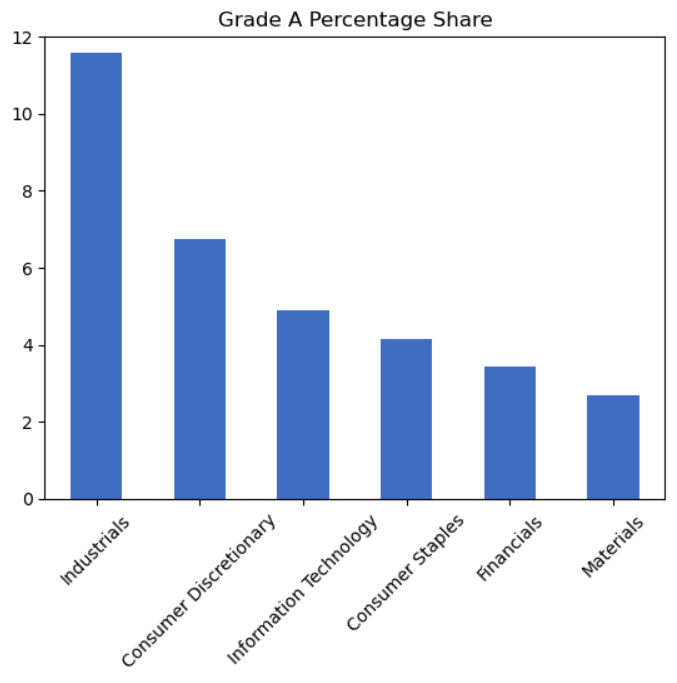 Grade A Percentage Share
12
10
8
6
4
2
0
Industrials
Consumer Discretionary
Information Technology
Consumer Staples
Financials
Materials